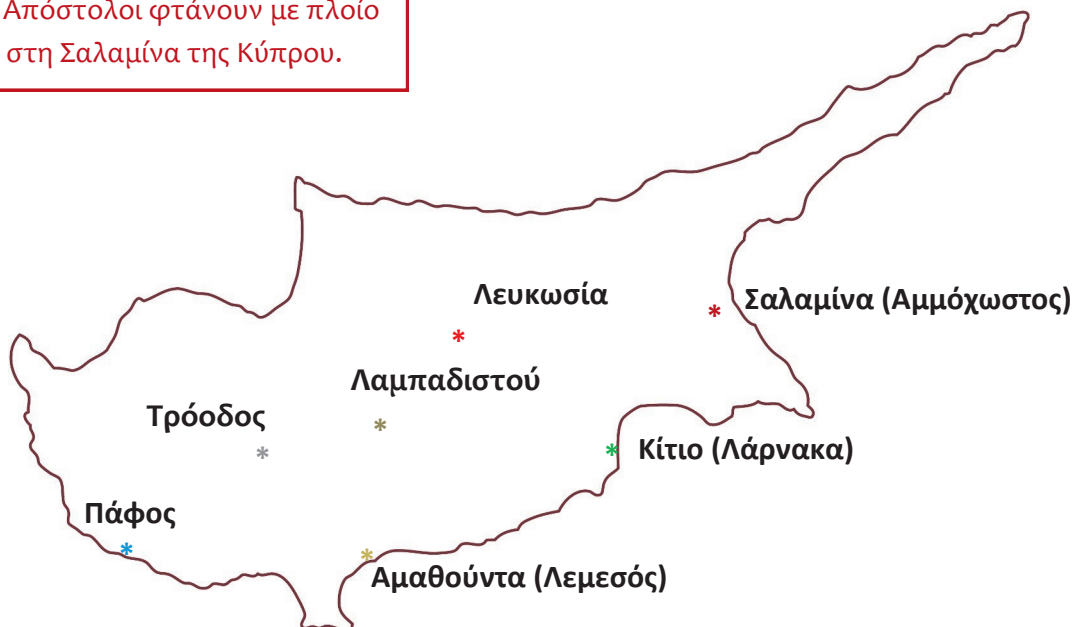 Απόστολοι φτάνουν με πλοίο
στη Σαλαμίνα της Κύπρου.
Λευκωσία
Σαλαμίνα (Αμμόχωστος)
Λαμπαδιστού
Τρόοδος
Κίτιο (Λάρνακα)
Πάφος
Αμαθούντα (Λεμεσός)